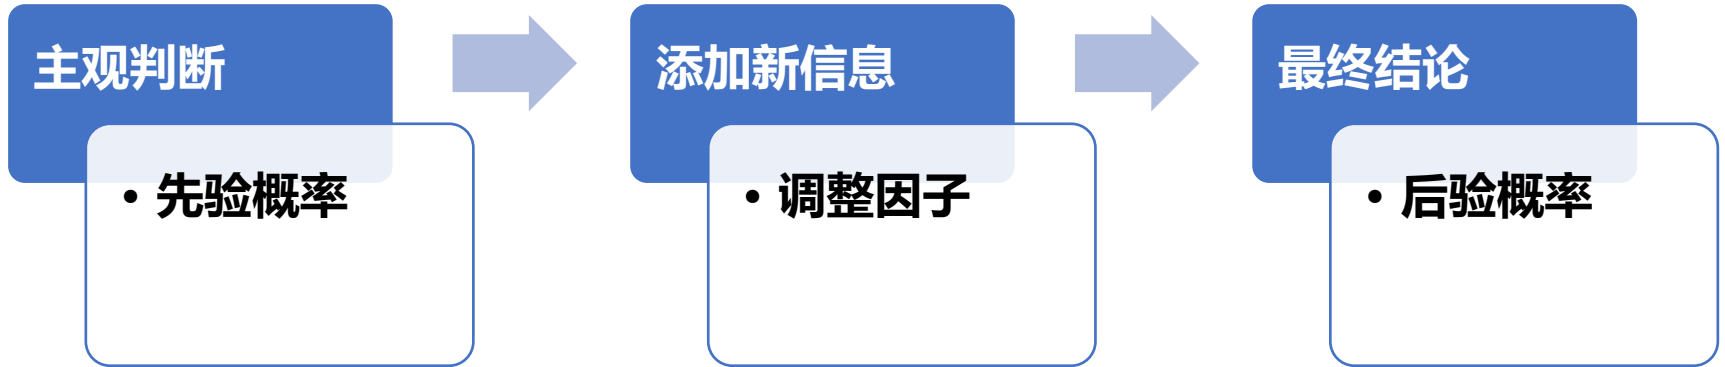 主观判断
• 先验概率
添加新信息
• 调整因子
最终结论
• 后验概率